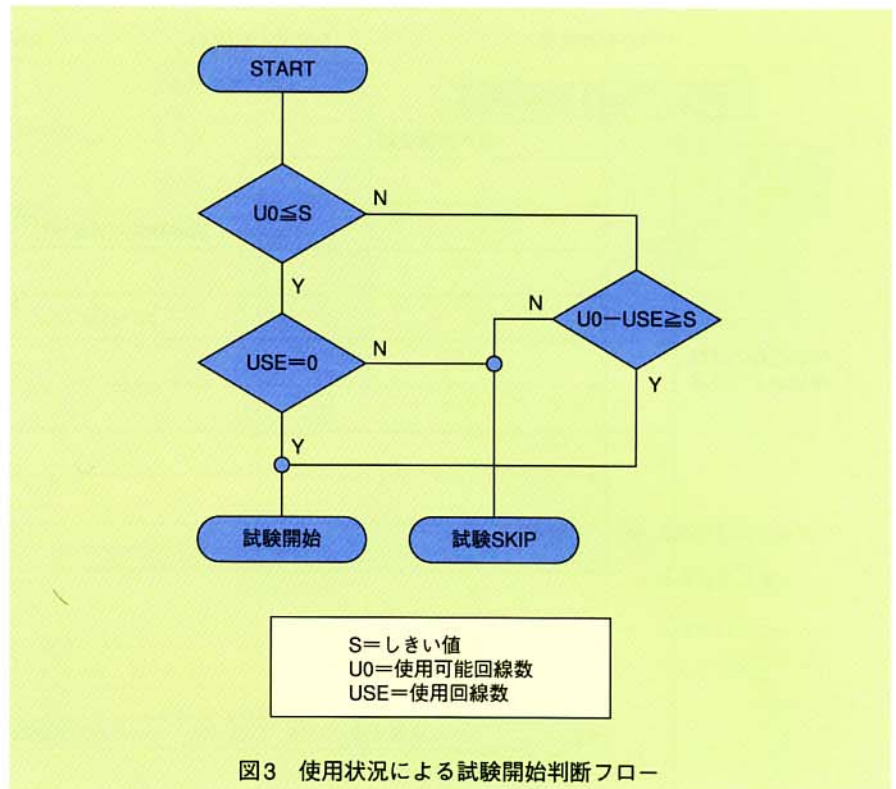 START
U0≦S
N
Y
U0－USE≧S
N
Y
USE＝0
N
Y
試験開始
試験SKIP
S＝しきい値
U0＝使用可能回線数
USE＝使用回線数
図3　使用状況による試験開始判断フロー